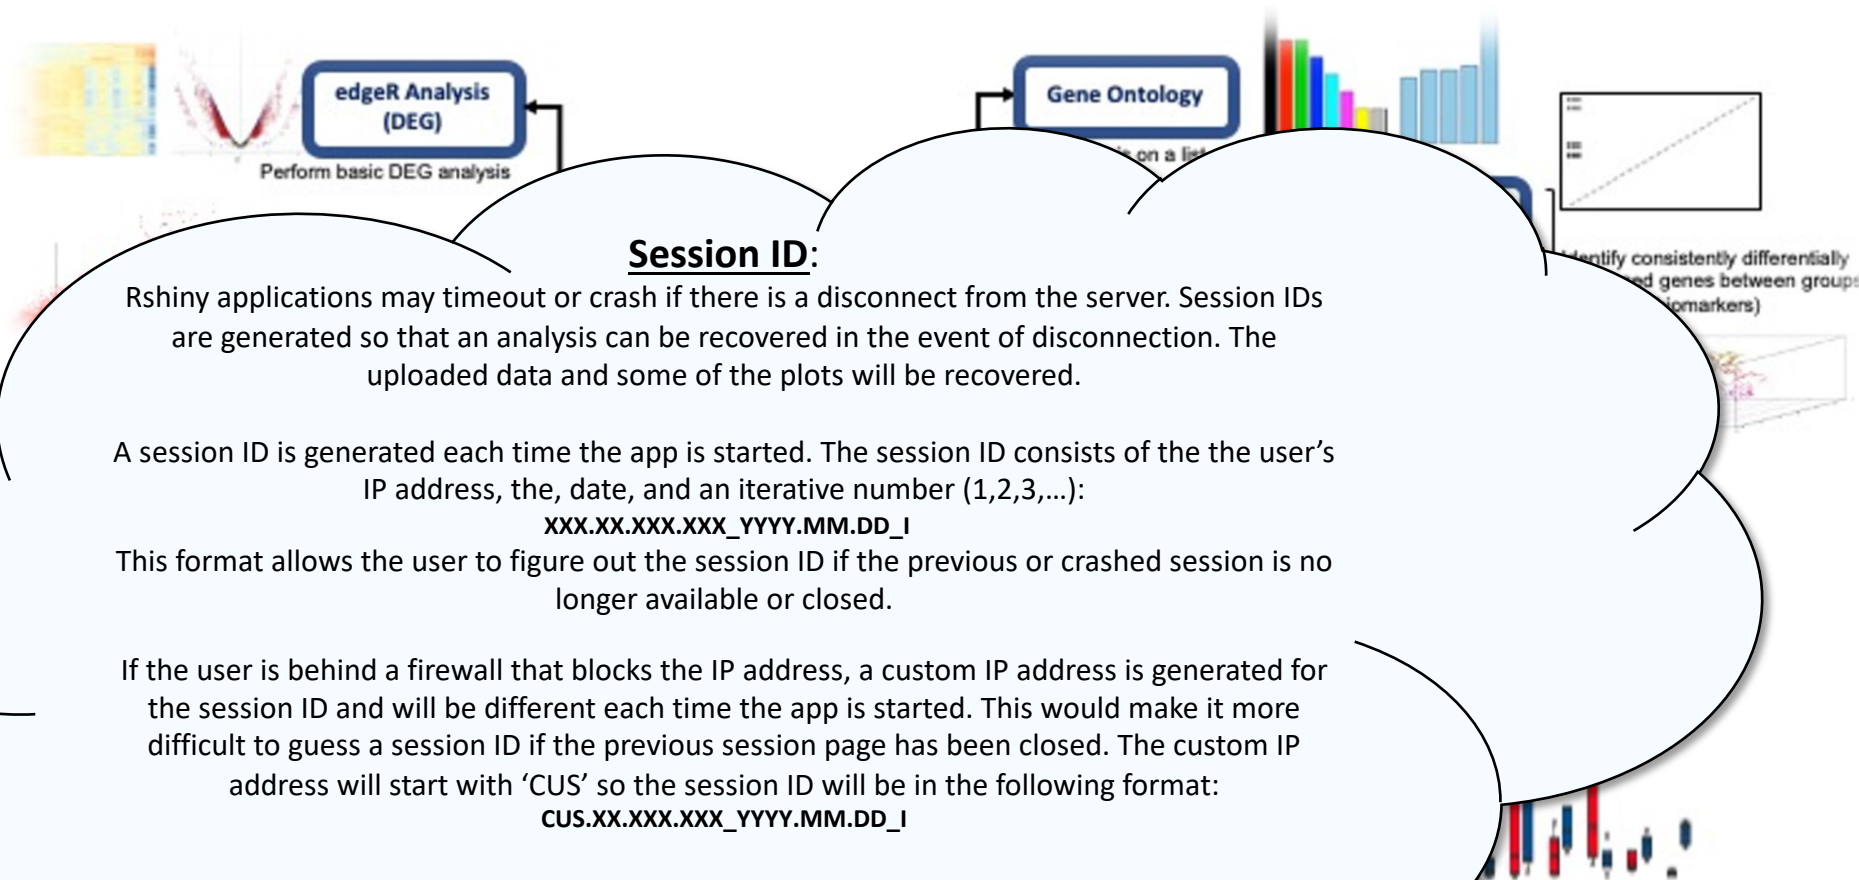 edgeR Analysis
(DEG)
Perform basic DEG analysis
Gene Ontology
is on a list
identify consistently differentially
ed genes between groups
iomarkers)
Session ID:
Rshiny applications may timeout or crash if there is a disconnect from the server. Session IDs
are generated so that an analysis can be recovered in the event of disconnection. The
uploaded data and some of the plots will be recovered.
A session ID is generated each time the app is started. The session ID consists of the the user’s
IP address, the, date, and an iterative number (1,2,3,…):
XXX.XX.XXX.XXX_YYYY.MM.DD_I
This format allows the user to figure out the session ID if the previous or crashed session is no
longer available or closed.
If the user is behind a firewall that blocks the IP address, a custom IP address is generated for
the session ID and will be different each time the app is started. This would make it more
difficult to guess a session ID if the previous session page has been closed. The custom IP
address will start with ‘CUS’ so the session ID will be in the following format:
CUS.XX.XXX.XXX_YYYY.MM.DD_I